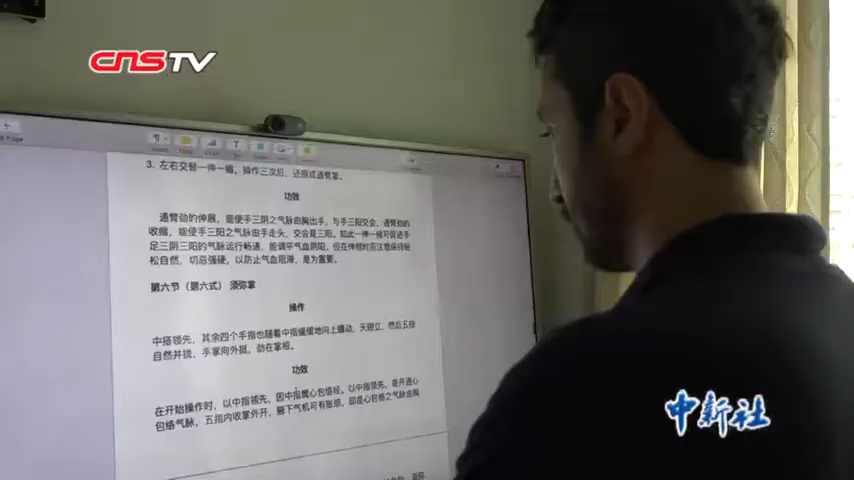 CNSTV
3. 左右交替一伸一缩，操作三次后，还原成通臂掌。
功效
通臂劲的伸展，能使手三阴之气脉由胸出手，与手三阳交会。通臂劲的
收缩，能使手三阳之气脉由手走头，交会是三阳。如此一伸一缩可促进手
足三阴三阳的气脉运行畅通，能调平气血阴阳。但在伸缩时应注意保持轻
松自然，切忌强硬，以防止气血阻滞，是为重要。
第六节（第六式） 须弥掌
操作
中指领先，其余四个手指也随着中指缓缓地向上翘动，天跟立，然后五指
自然并拢，手掌向外挺，劲在掌根。
功效
在开始操作时，以中指领先，因中指属心包络经。以中指领先，是开通心
包络气脉，五指内收掌外开，腋下气机可有胀感，即是心包络之气脉由胸
中新社